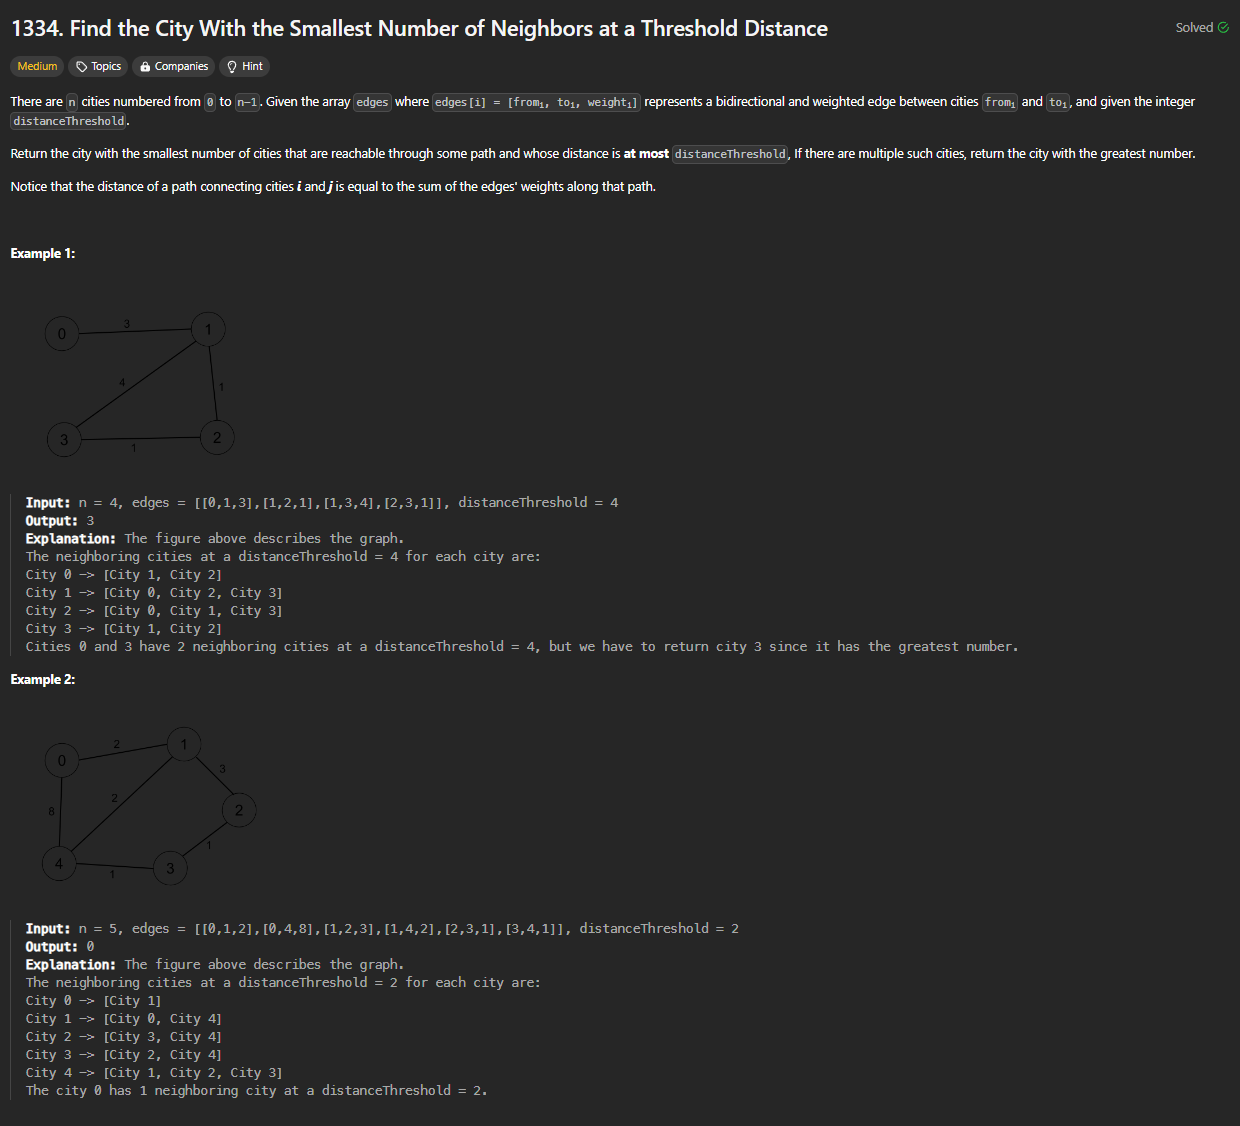 1334. Find the City With the Smallest Number of Neighbors at a Threshold Distance
Solved
Medium Topics Companies Hint
There are n cities numbered from 0 to n-1. Given the array edges where edges[i] = [fromᵢ, toᵢ, weightᵢ] represents a bidirectional and weighted edge between cities fromᵢ and toᵢ, and given the integer
distanceThreshold.
Return the city with the smallest number of cities that are reachable through some path and whose distance is at most distanceThreshold, If there are multiple such cities, return the city with the greatest number.
Notice that the distance of a path connecting cities i and j is equal to the sum of the edges' weights along that path.
Example 1:
0 3 1
4 1
3 1 2
Input: n = 4, edges = [[0,1,3],[1,2,1],[1,3,4],[2,3,1]], distanceThreshold = 4
Output: 3
Explanation: The figure above describes the graph.
The neighboring cities at a distanceThreshold = 4 for each city are:
City 0 -> [City 1, City 2]
City 1 -> [City 0, City 2, City 3]
City 2 -> [City 0, City 1, City 3]
City 3 -> [City 1, City 2]
Cities 0 and 3 have 2 neighboring cities at a distanceThreshold = 4, but we have to return city 3 since it has the greatest number.
Example 2:
0 2 1
3
8 2 2
1
4 1 3
Input: n = 5, edges = [[0,1,2],[0,4,8],[1,2,3],[1,4,2],[2,3,1],[3,4,1]], distanceThreshold = 2
Output: 0
Explanation: The figure above describes the graph.
The neighboring cities at a distanceThreshold = 2 for each city are:
City 0 -> [City 1]
City 1 -> [City 0, City 4]
City 2 -> [City 3, City 4]
City 3 -> [City 2, City 4]
City 4 -> [City 1, City 2, City 3]
The city 0 has 1 neighboring city at a distanceThreshold = 2.